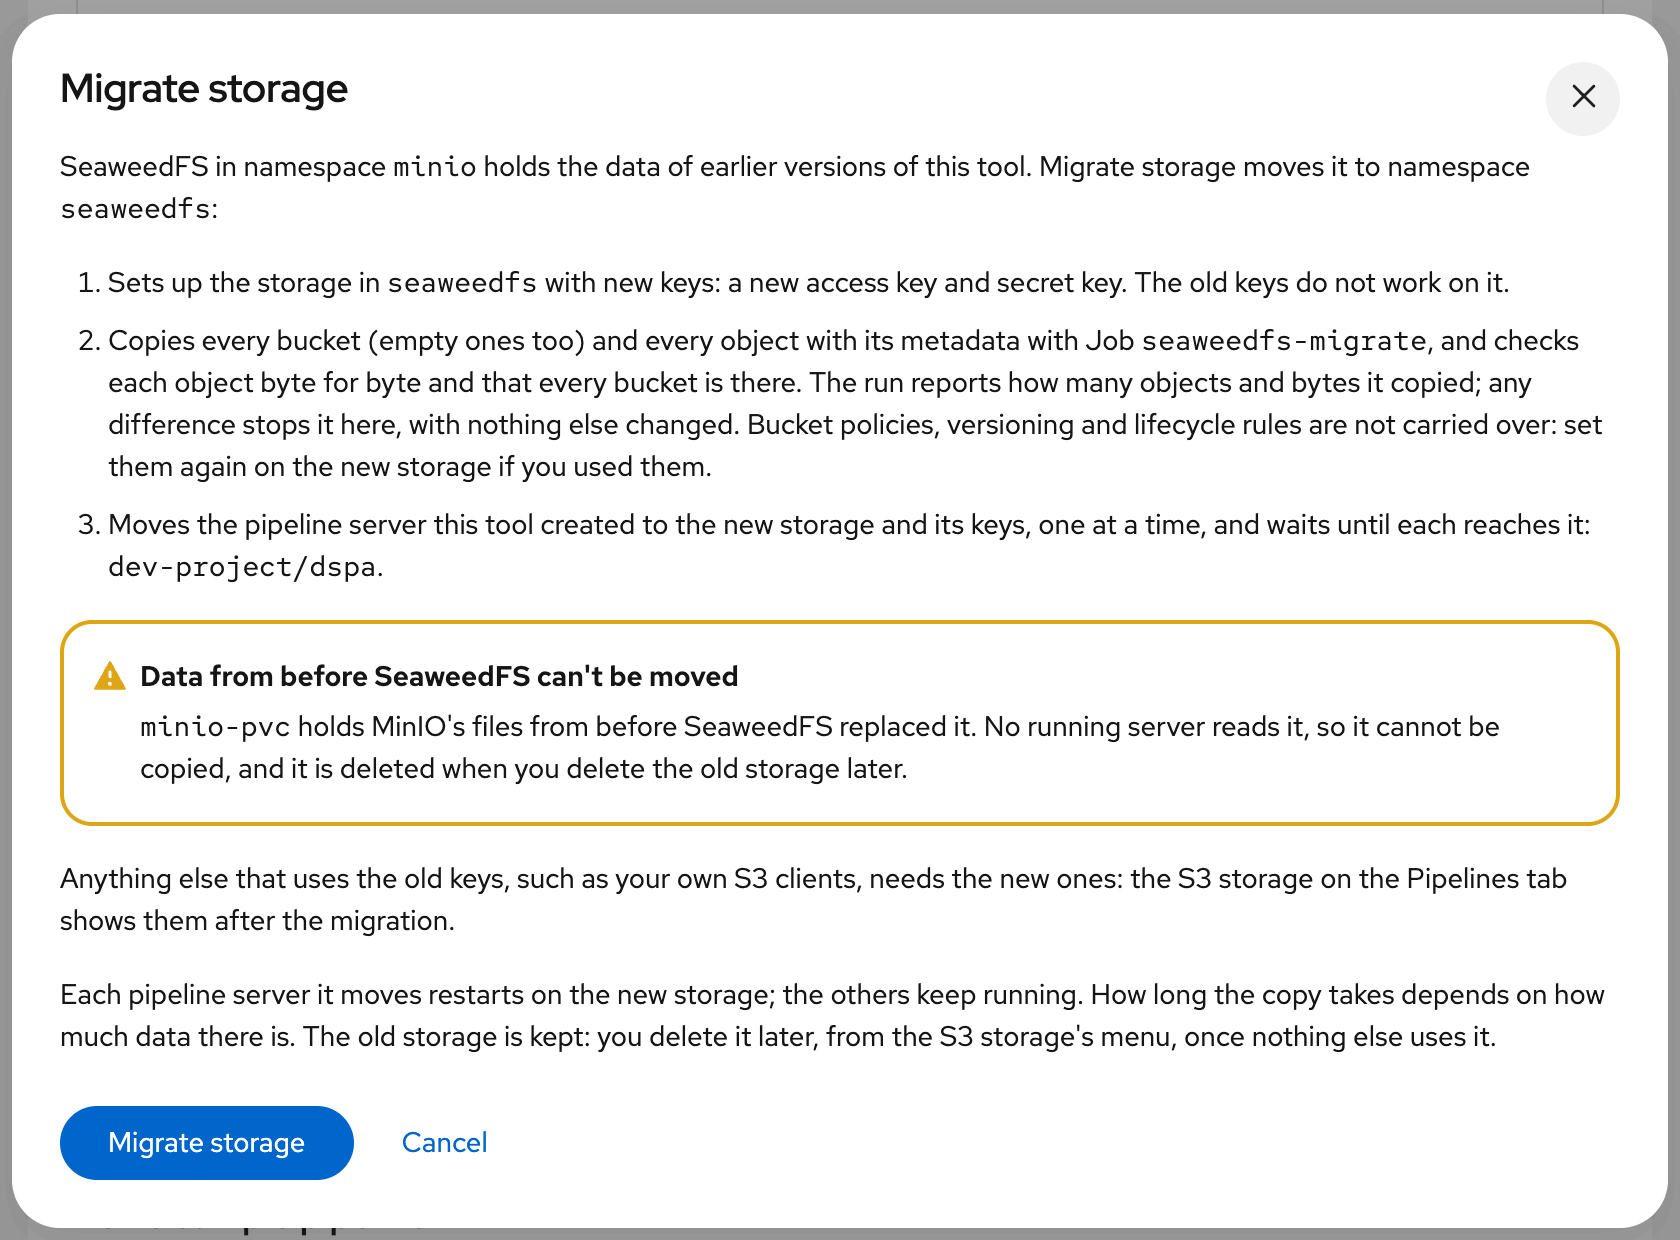 Migrate storage
SeaweedFS in namespace minio holds the data of earlier versions of this tool. Migrate storage moves it to namespace
seaweedfs:
1. Sets up the storage in seaweedfs with new keys: a new access key and secret key. The old keys do not work on it.
2. Copies every bucket (empty ones too) and every object with its metadata with Job seaweedfs-migrate, and checks
each object byte for byte and that every bucket is there. The run reports how many objects and bytes it copied; any
difference stops it here, with nothing else changed. Bucket policies, versioning and lifecycle rules are not carried over: set
them again on the new storage if you used them.
3. Moves the pipeline server this tool created to the new storage and its keys, one at a time, and waits until each reaches it:
dev-project/dspa.
Data from before SeaweedFS can't be moved
minio-pvc holds MinIO's files from before SeaweedFS replaced it. No running server reads it, so it cannot be
copied, and it is deleted when you delete the old storage later.
Anything else that uses the old keys, such as your own S3 clients, needs the new ones: the S3 storage on the Pipelines tab
shows them after the migration.
Each pipeline server it moves restarts on the new storage; the others keep running. How long the copy takes depends on how
much data there is. The old storage is kept: you delete it later, from the S3 storage's menu, once nothing else uses it.
Migrate storage
Cancel